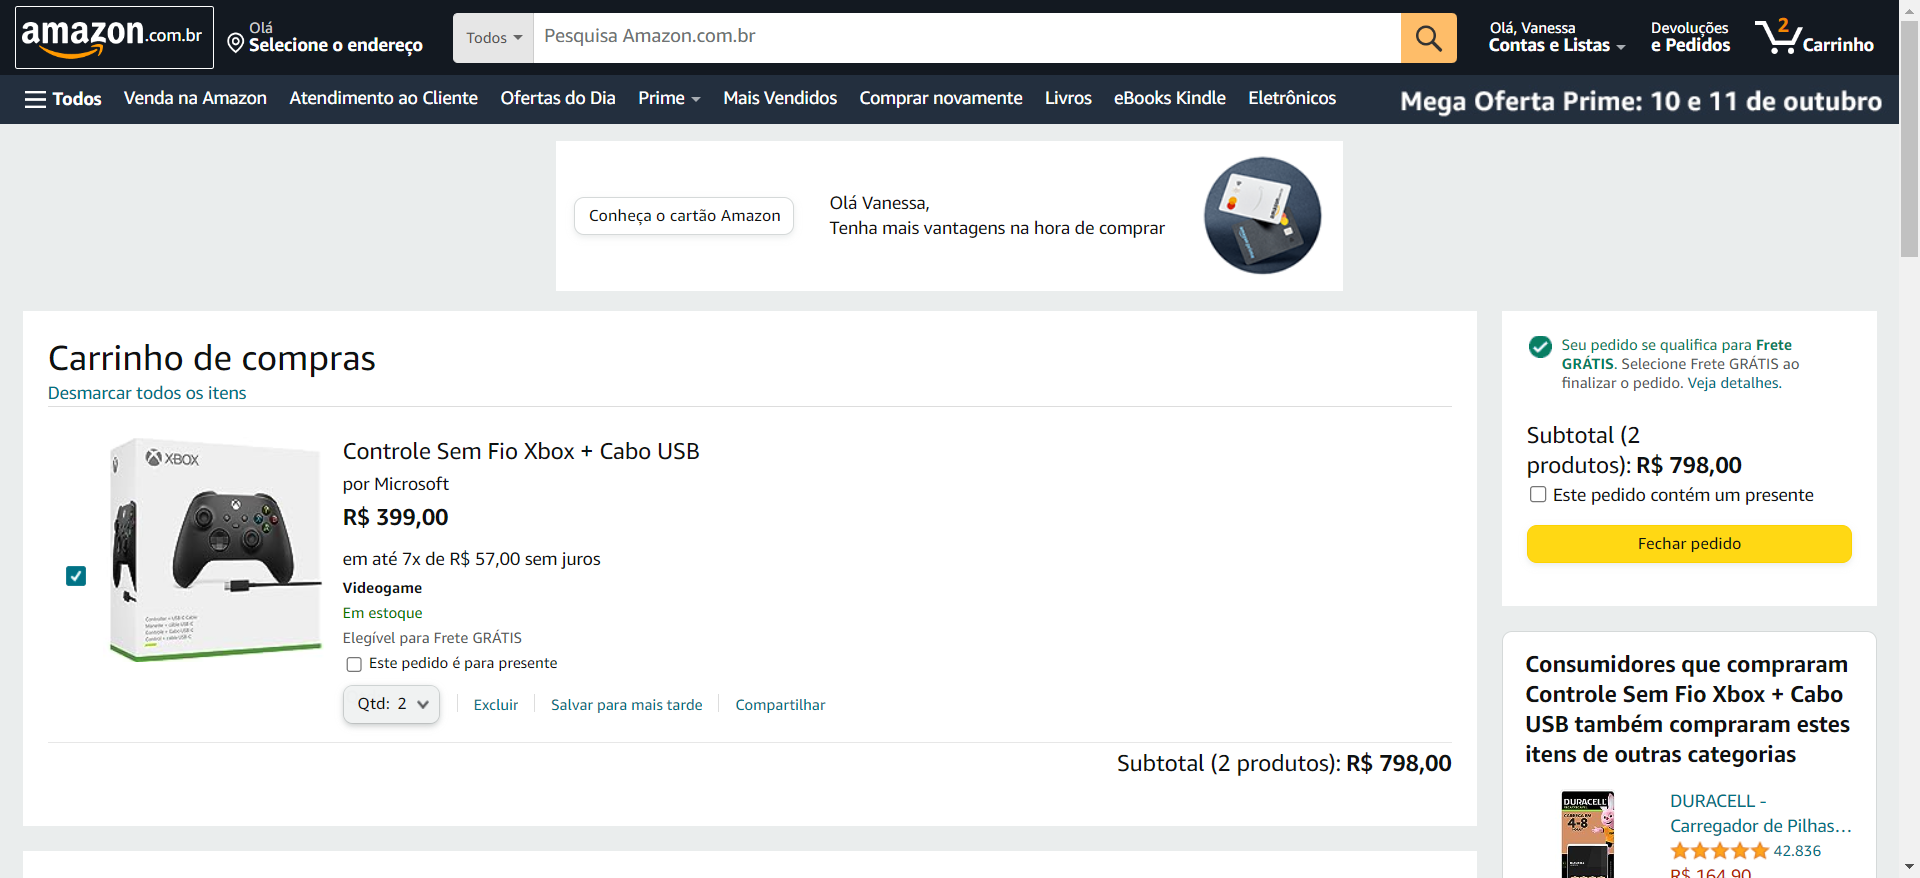 amazon.com.br
Olá
Selecione o endereço
Todos
Pesquisa Amazon.com.br
Olá, Vanessa
Contas e Listas
Devoluções
e Pedidos
2
Carrinho
Todos
Venda na Amazon
Atendimento ao Cliente
Ofertas do Dia
Prime
Mais Vendidos
Comprar novamente
Livros
eBooks Kindle
Eletrônicos
Mega Oferta Prime: 10 e 11 de outubro
Conheça o cartão Amazon
Olá Vanessa,
Tenha mais vantagens na hora de comprar
Carrinho de compras
Desmarcar todos os itens
XBOX
Controle Sem Fio Xbox + Cabo USB
por Microsoft
R$ 399,00
em até 7x de R$ 57,00 sem juros
Videogame
Em estoque
Elegível para Frete GRÁTIS
Este pedido é para presente
Qtd: 2
Excluir
Salvar para mais tarde
Compartilhar
Subtotal (2 produtos): R$ 798,00
Seu pedido se qualifica para Frete
GRÁTIS. Selecione Frete GRÁTIS ao
finalizar o pedido. Veja detalhes.
Subtotal (2
produtos): R$ 798,00
Este pedido contém um presente
Fechar pedido
Consumidores que compraram
Controle Sem Fio Xbox + Cabo
USB também compraram estes
itens de outras categorias
DURACELL
4-8
DURACELL -
Carregador de Pilhas…
42.836
R$ 164,90